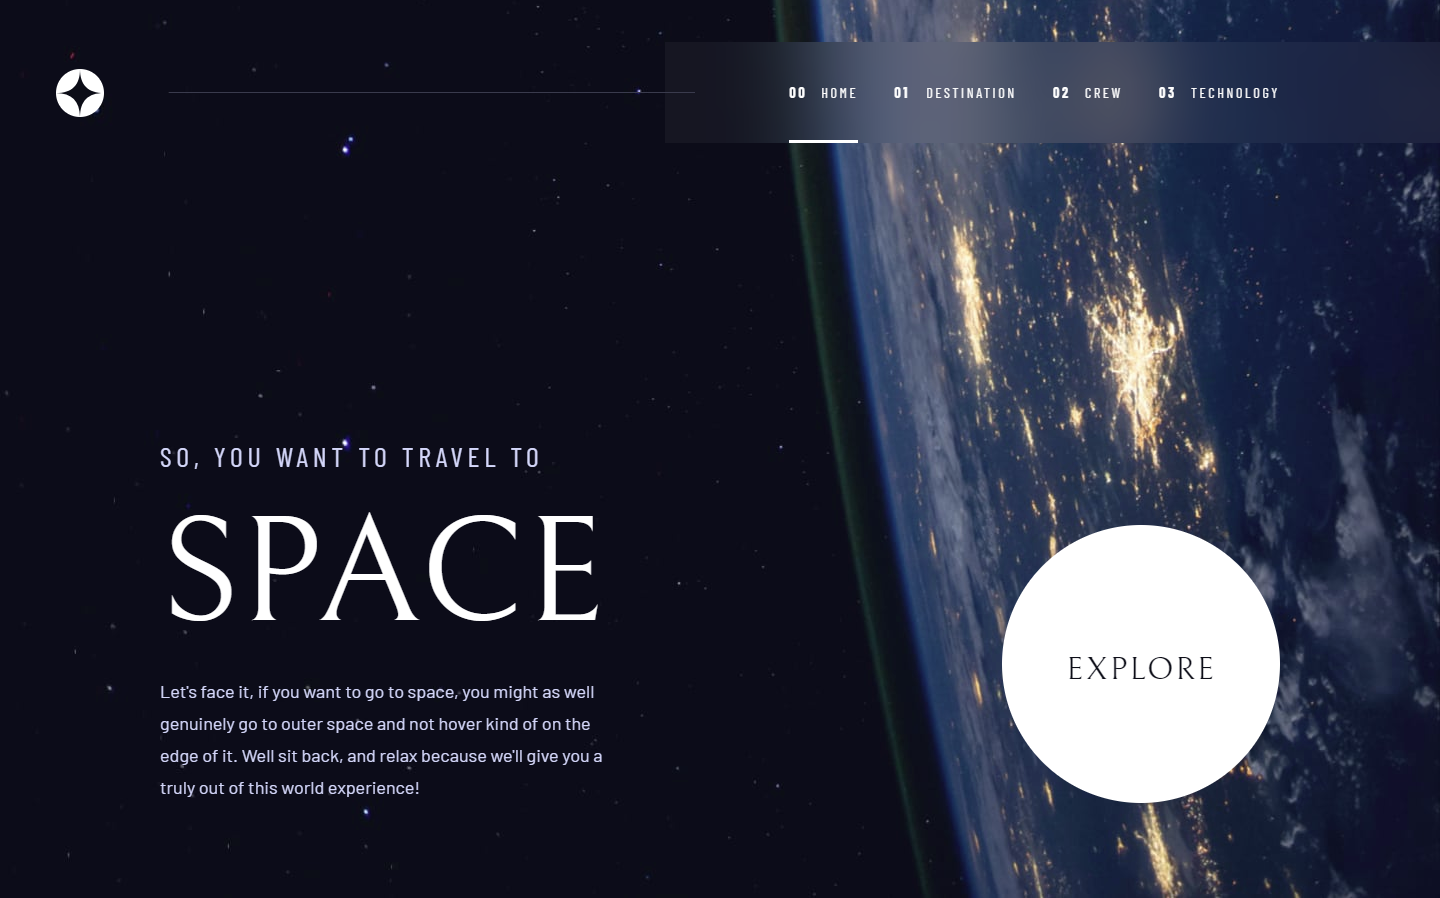 00 HOME 01 DESTINATION 02 CREW 03 TECHNOLOGY
SO, YOU WANT TO TRAVEL TO
SPACE
Let's face it, if you want to go to space, you might as well
genuinely go to outer space and not hover kind of on the
edge of it. Well sit back, and relax because we'll give you a
truly out of this world experience!
EXPLORE